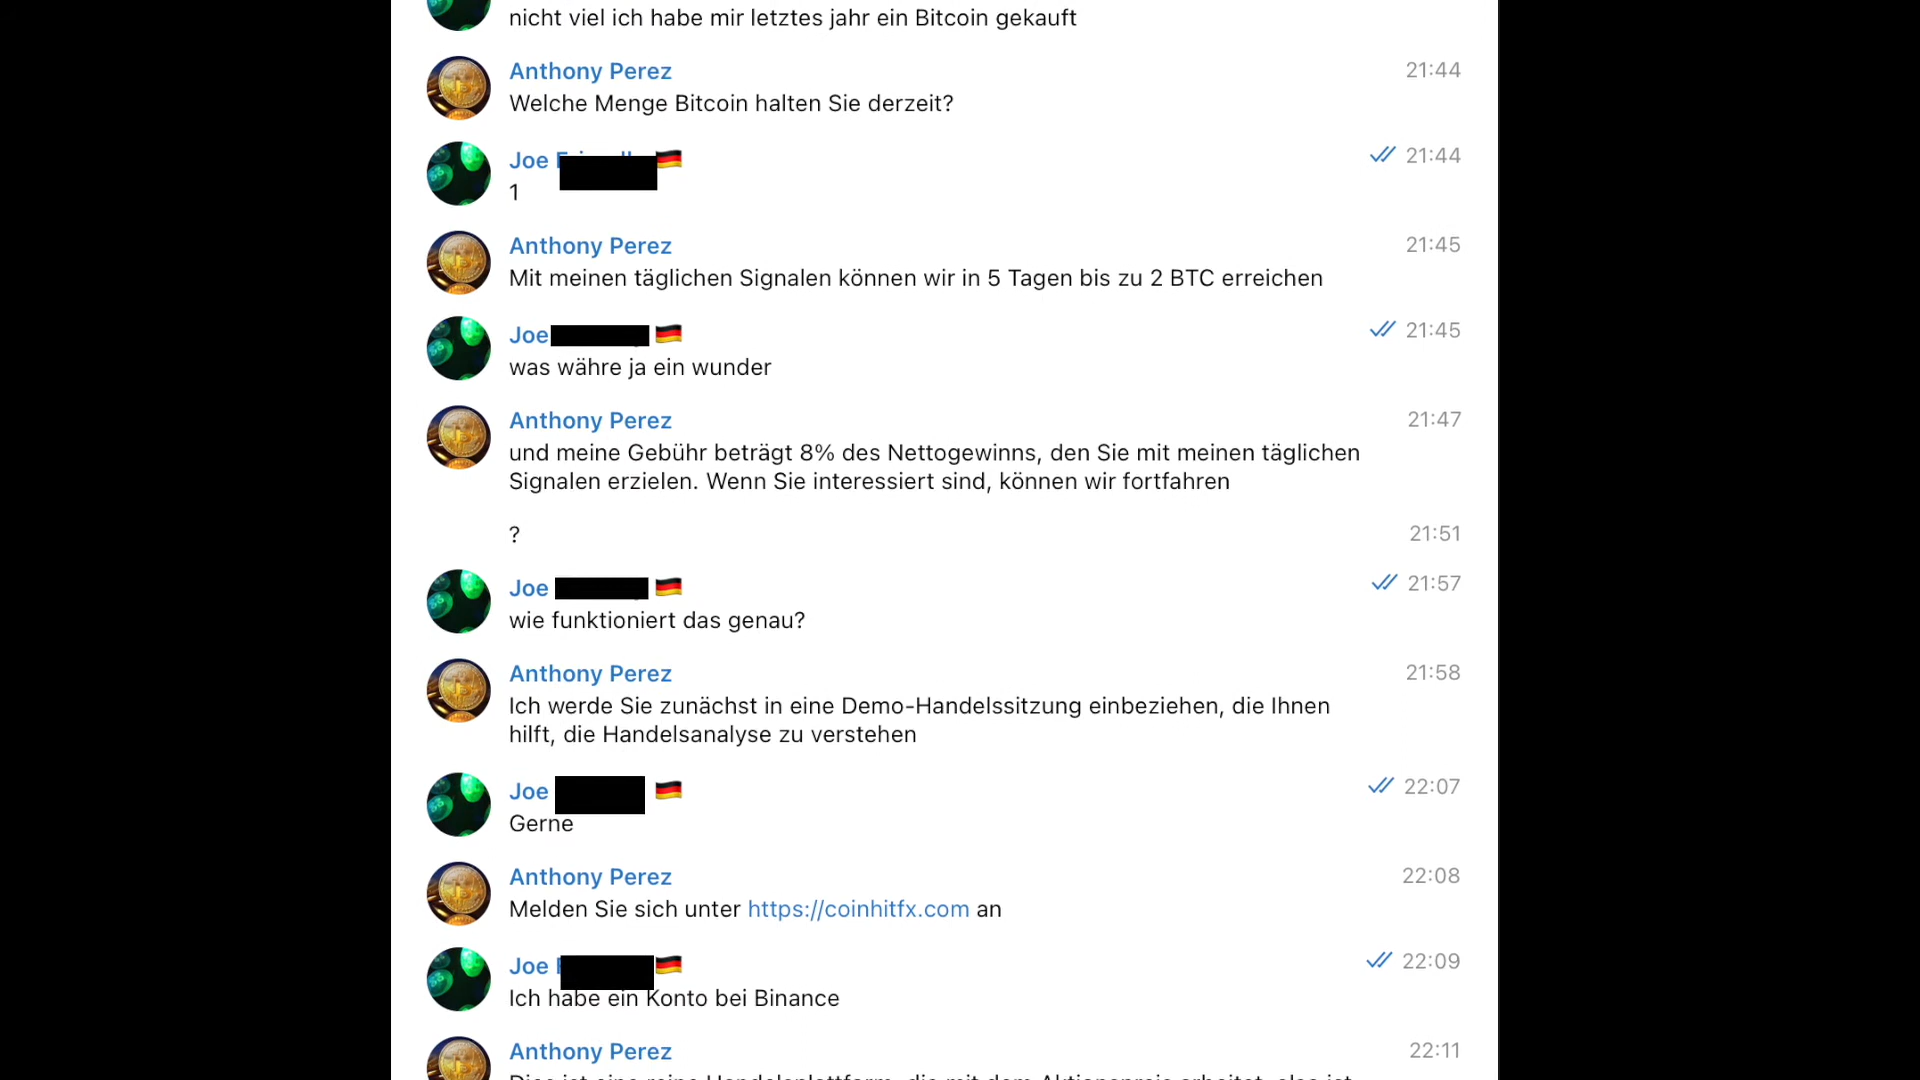 nicht viel ich habe mir letztes jahr ein Bitcoin gekauft
Anthony Perez 21:44
Welche Menge Bitcoin halten Sie derzeit?
Joe 21:44
1
Anthony Perez 21:45
Mit meinen täglichen Signalen können wir in 5 Tagen bis zu 2 BTC erreichen
Joe 21:45
was währe ja ein wunder
Anthony Perez 21:47
und meine Gebühr beträgt 8% des Nettogewinns, den Sie mit meinen täglichen
Signalen erzielen. Wenn Sie interessiert sind, können wir fortfahren
? 21:51
Joe 21:57
wie funktioniert das genau?
Anthony Perez 21:58
Ich werde Sie zunächst in eine Demo-Handelssitzung einbeziehen, die Ihnen
hilft, die Handelsanalyse zu verstehen
Joe 22:07
Gerne
Anthony Perez 22:08
Melden Sie sich unter https://coinhitfx.com an
Joe 22:09
Ich habe ein Konto bei Binance
Anthony Perez 22:11